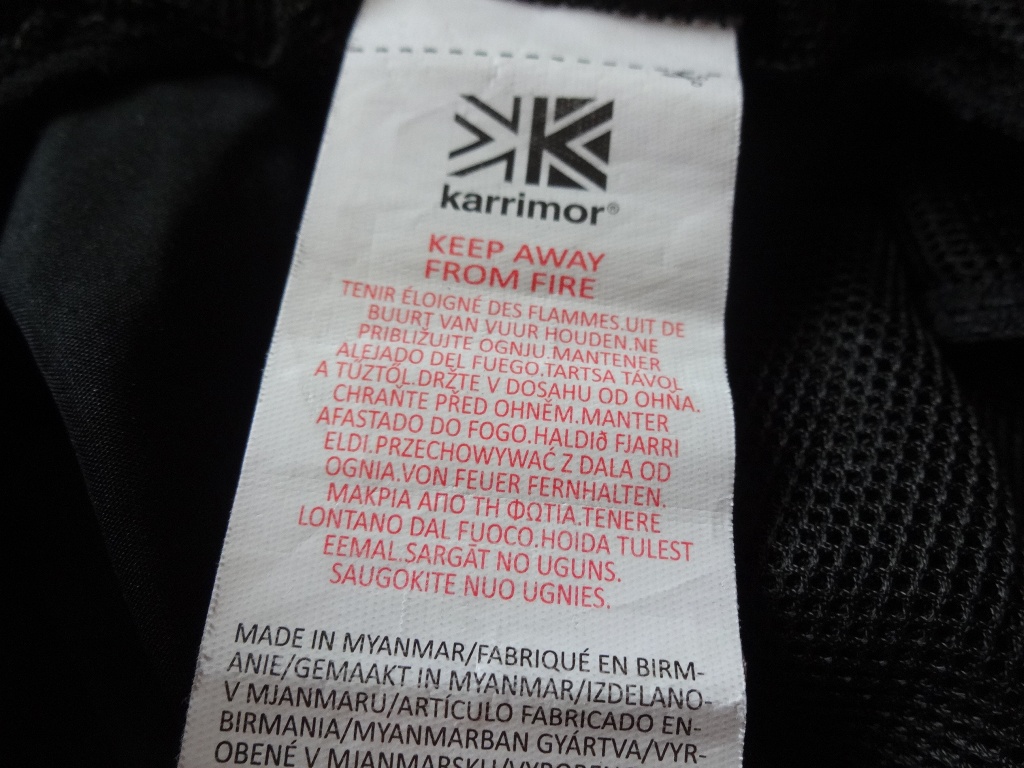 karrimor®
KEEP AWAY
FROM FIRE
TENIR ÉLOIGNÉ DES FLAMMES.UIT DE
BUURT VAN VUUR HOUDEN.NE
PRIBLIŽUJTE OGNJU.MANTENER
ALEJADO DEL FUEGO.TARTSA TÁVOL
A TŰZTŐL.DRŽTE V DOSAHU OD OHŇA.
CHRAŇTE PŘED OHNĚM.MANTER
AFASTADO DO FOGO.HALDIð FJARRI
ELDI.PRZECHOWYWAĆ Z DALA OD
OGNIA.VON FEUER FERNHALTEN.
ΜΑΚΡΙΑ ΑΠΟ ΤΗ ΦΩΤΙΑ.TENERE
LONTANO DAL FUOCO.HOIDA TULEST
EEMAL.SARGĀT NO UGUNS.
SAUGOKITE NUO UGNIES.
MADE IN MYANMAR/FABRIQUÉ EN BIRM-
ANIE/GEMAAKT IN MYANMAR/IZDELANO-
V MJANMARU/ARTÍCULO FABRICADO EN-
BIRMANIA/MYANMARBAN GYÁRTVA/VYR-
OBENÉ V MJANMARSKU/